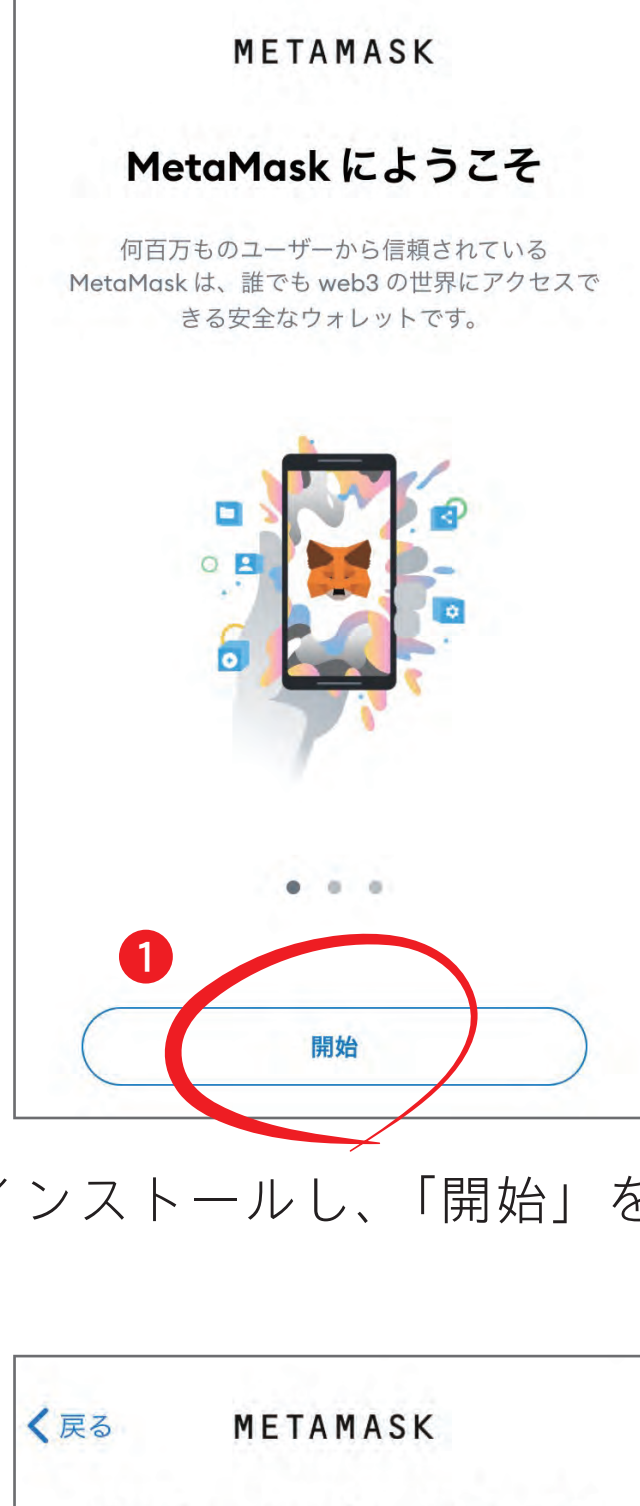 METAMASK
MetaMask にようこそ
何百万ものユーザーから信頼されている
MetaMask は、誰でも web3 の世界にアクセスで
きる安全なウォレットです。
1
開始
インストールし、「開始」を
戻る
METAMASK